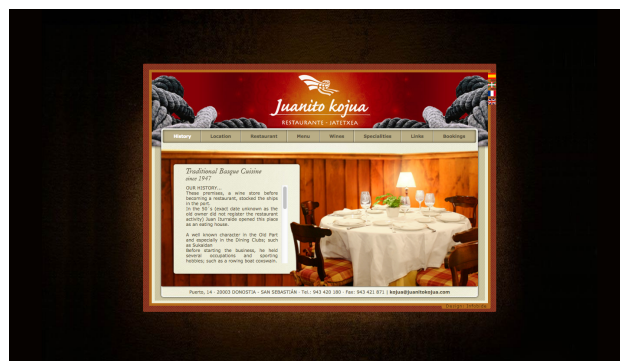 Juanito kojua
RESTAURANTE - JATETXEA
History
Location
Restaurant
Menu
Wines
Specialities
Links
Bookings
Traditional Basque Cuisine
since 1947
OUR HISTORY...
These premises, a wine store before
becoming a restaurant, stocked the ships
in the port.
In the 50´s (exact date unknown as the
old owner did not register the restaurant
activity) Juan Iturralde opened this place
as an eating house.
A well known character in the Old Part
and especially in the Dining Clubs; such
as Sukaldan
Before starting the business, he held
several occupations and sporting
hobbies; such as rowing boat coxswain.
Puerto, 14 · 20003 DONOSTIA - SAN SEBASTIÁN · Tel.: 943 420 180 · Fax: 943 421 871 | kojua@juanitokojua.com